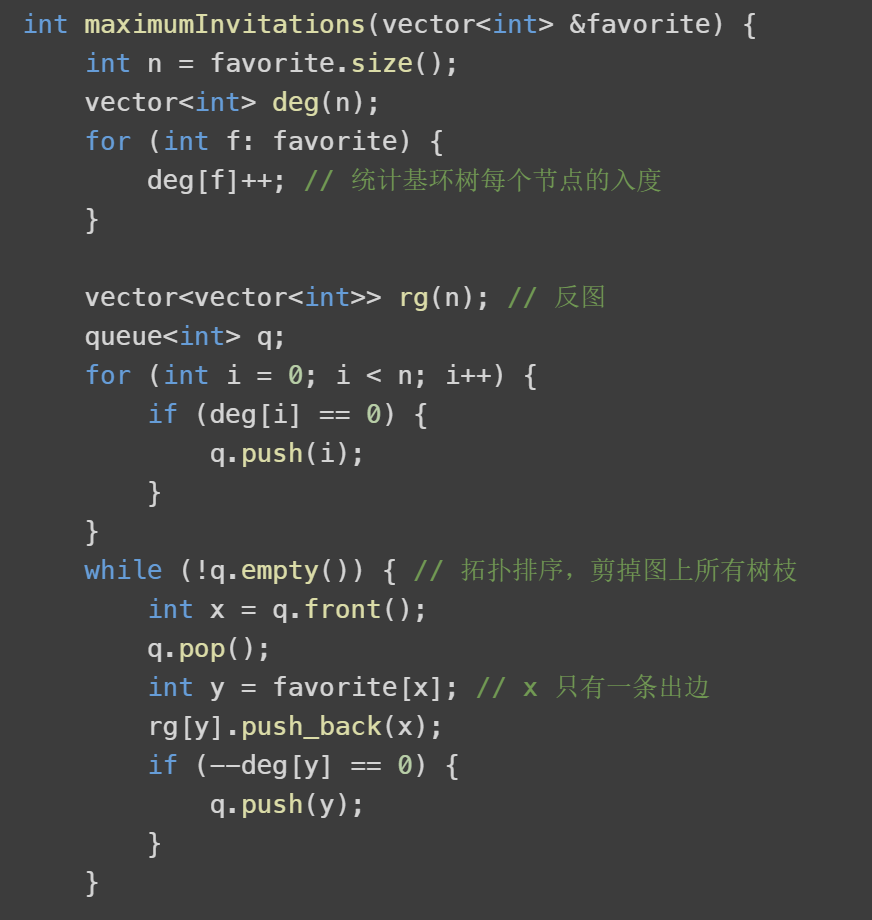 int maximumInvitations(vector<int> &favorite) {
    int n = favorite.size();
    vector<int> deg(n);
    for (int f: favorite) {
        deg[f]++; // 统计基环树每个节点的入度
    }

    vector<vector<int>> rg(n); // 反图
    queue<int> q;
    for (int i = 0; i < n; i++) {
        if (deg[i] == 0) {
            q.push(i);
        }
    }
    while (!q.empty()) { // 拓扑排序，剪掉图上所有树枝
        int x = q.front();
        q.pop();
        int y = favorite[x]; // x 只有一条出边
        rg[y].push_back(x);
        if (--deg[y] == 0) {
            q.push(y);
        }
    }